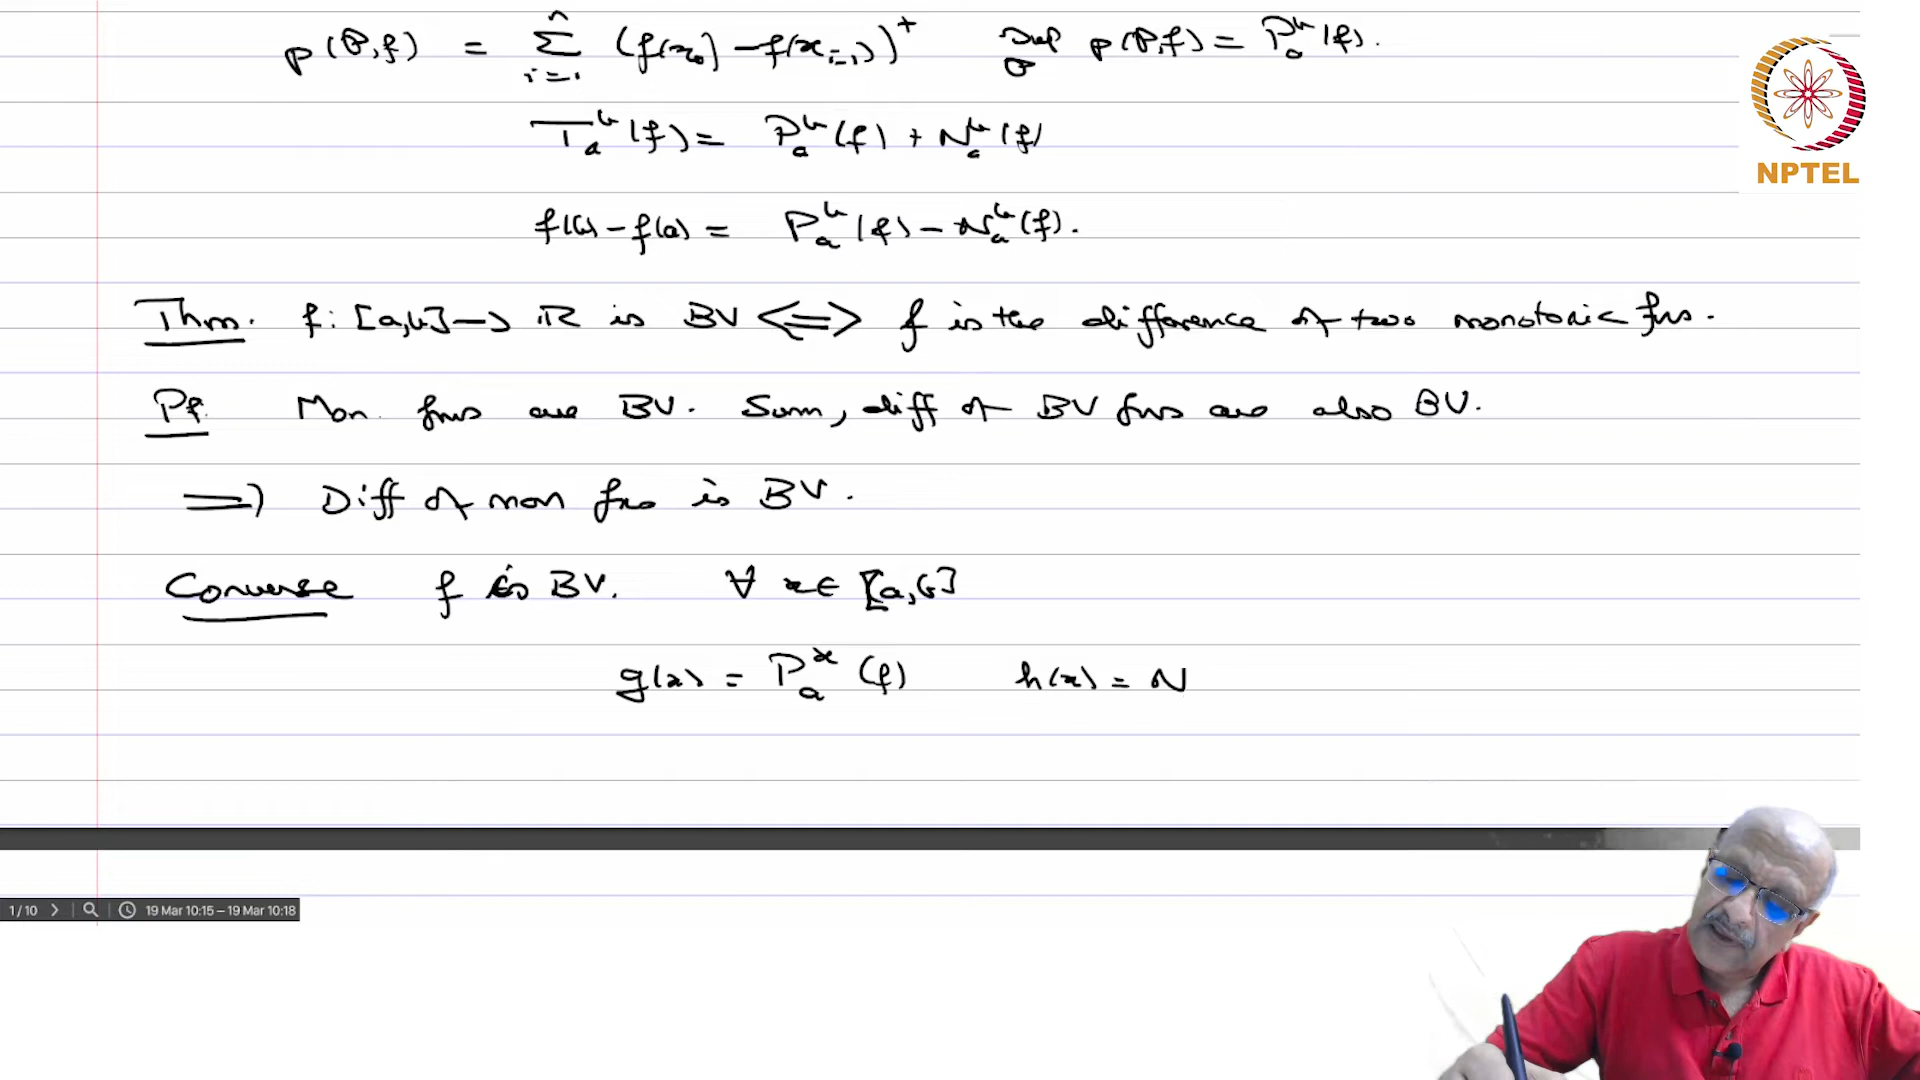 p(P,f) = Σ_{i=1}^{n} (f(x_i) - f(x_{i-1}))^+ sup_P p(P,f) = P_a^b(f).
T_a^b(f) = P_a^b(f) + N_a^b(f)
f(b) - f(a) = P_a^b(f) - N_a^b(f).
Thm. f: [a,b] → ℝ is BV ⟺ f is the difference of two monotonic fns.
Pf. Mon. fns are BV. Sum, diff of BV fns are also BV.
⟹ Diff of mon fns is BV.
Converse f is BV. ∀ x ∈ [a,b]
g(x) = P_a^x(f) h(x) = N
NPTEL
1 / 10 19 Mar 10:15 – 19 Mar 10:18